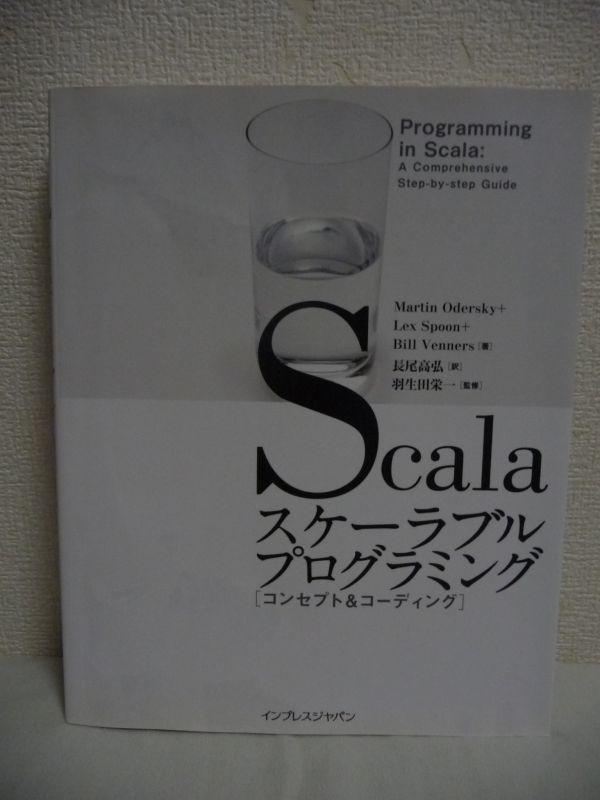 Programming
in Scala:
A Comprehensive
Step-by-step Guide
Martin Odersky+
Lex Spoon+
Bill Venners [著]
長尾高弘 [訳]
羽生田栄一 [監修]
Scala
スケーラブル
プログラミング
[コンセプト&コーディング]
インプレスジャパン